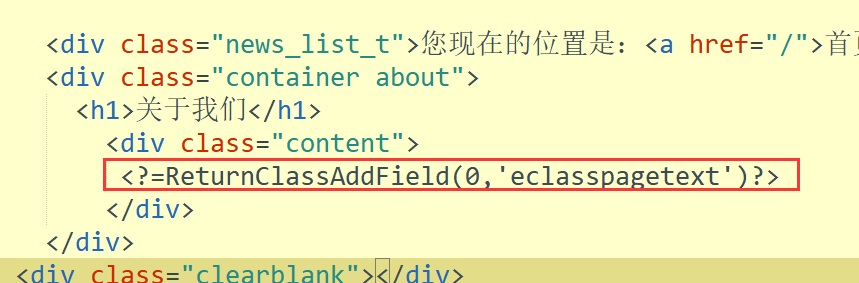 <div class="news_list_t">您现在的位置是：<a href="/">首
<div class="container about">
<h1>关于我们</h1>
<div class="content">
<?=ReturnClassAddField(0,'eclasspagetext')?>
</div>
</div>
<div class="clearblank"></div>